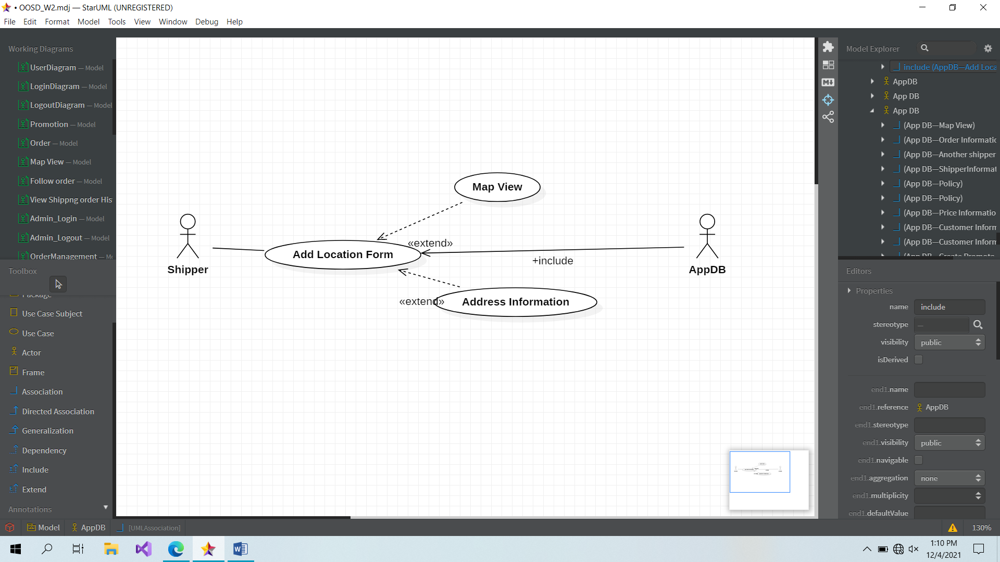 • OOSD_W2.mdj — StarUML (UNREGISTERED)
File Edit Format Model Tools View Window Debug Help
Working Diagrams
UserDiagram — Model
LoginDiagram — Model
LogoutDiagram — Model
Promotion — Model
Order — Model
Map View — Model
Follow order — Model
View Shippng order His
Admin_Login — Model
Admin_Logout — Model
OrderManagement — Mo
Toolbox
Package
Use Case Subject
Use Case
Actor
Frame
Association
Directed Association
Generalization
Dependency
Include
Extend
Annotations
Map View
«extend»
Add Location Form
+include
Shipper
AppDB
«extend»
Address Information
Model Explorer
include (AppDB—Add Loca
AppDB
App DB
App DB
(App DB—Map View)
(App DB—Order Informatic
(App DB—Another shipper
(App DB—ShipperInformat
(App DB—Policy)
(App DB—Policy)
(App DB—Price Informatio
(App DB—Customer Inform
(App DB—Customer Inform
(App DB—Create Promote
Editors
Properties
name include
stereotype —
visibility public
isDerived
end1.name
end1.reference AppDB
end1.stereotype
end1.visibility public
end1.navigable
end1.aggregation none
end1.multiplicity
end1.defaultValue
Model AppDB [UMLAssociation]
130%
1:10 PM
12/4/2021